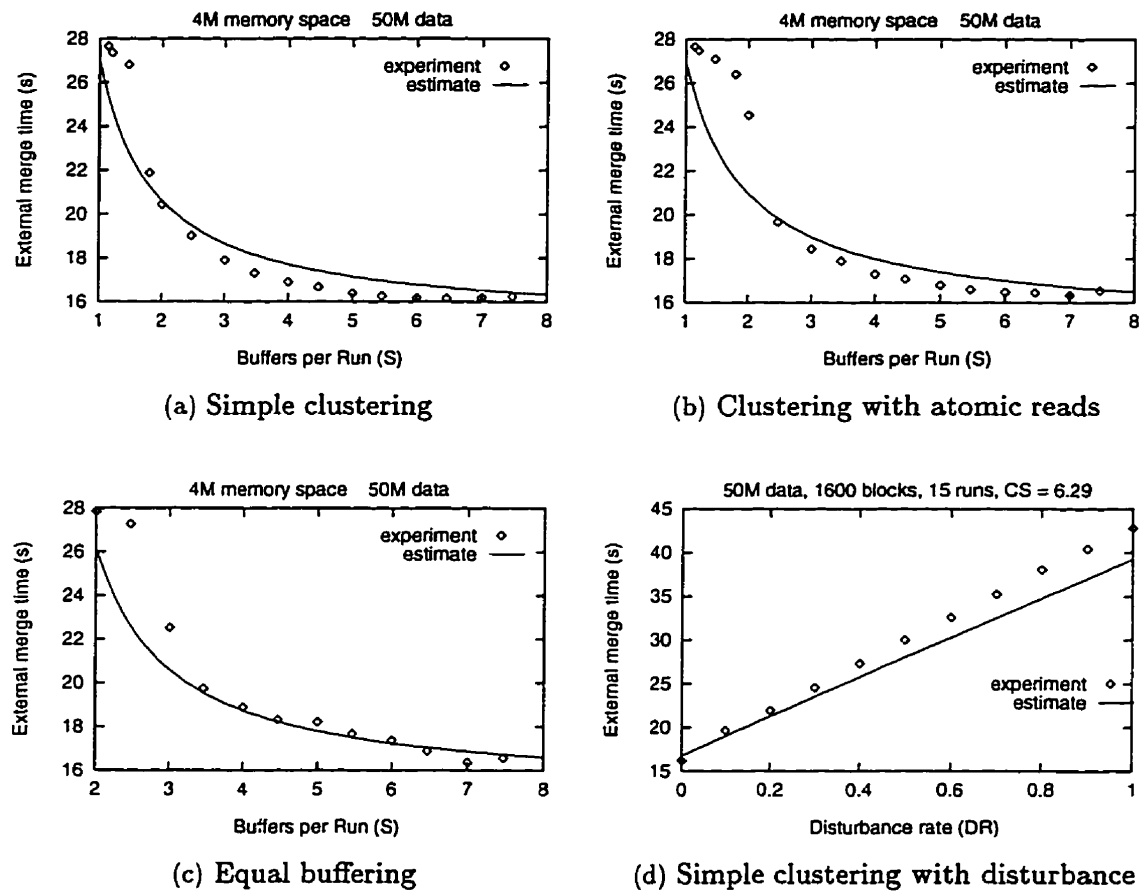 4M memory space 50M data
External merge time (s)
28
26
24
22
20
18
16
experiment
estimate
1 2 3 4 5 6 7 8
Buffers per Run (S)
(a) Simple clustering
4M memory space 50M data
External merge time (s)
28
26
24
22
20
18
16
experiment
estimate
1 2 3 4 5 6 7 8
Buffers per Run (S)
(b) Clustering with atomic reads
4M memory space 50M data
External merge time (s)
28
26
24
22
20
18
16
experiment
estimate
2 3 4 5 6 7 8
Buffers per Run (S)
(c) Equal buffering
50M data, 1600 blocks, 15 runs, CS = 6.29
External merge time (s)
45
40
35
30
25
20
15
experiment
estimate
0 0.2 0.4 0.6 0.8 1
Disturbance rate (DR)
(d) Simple clustering with disturbance